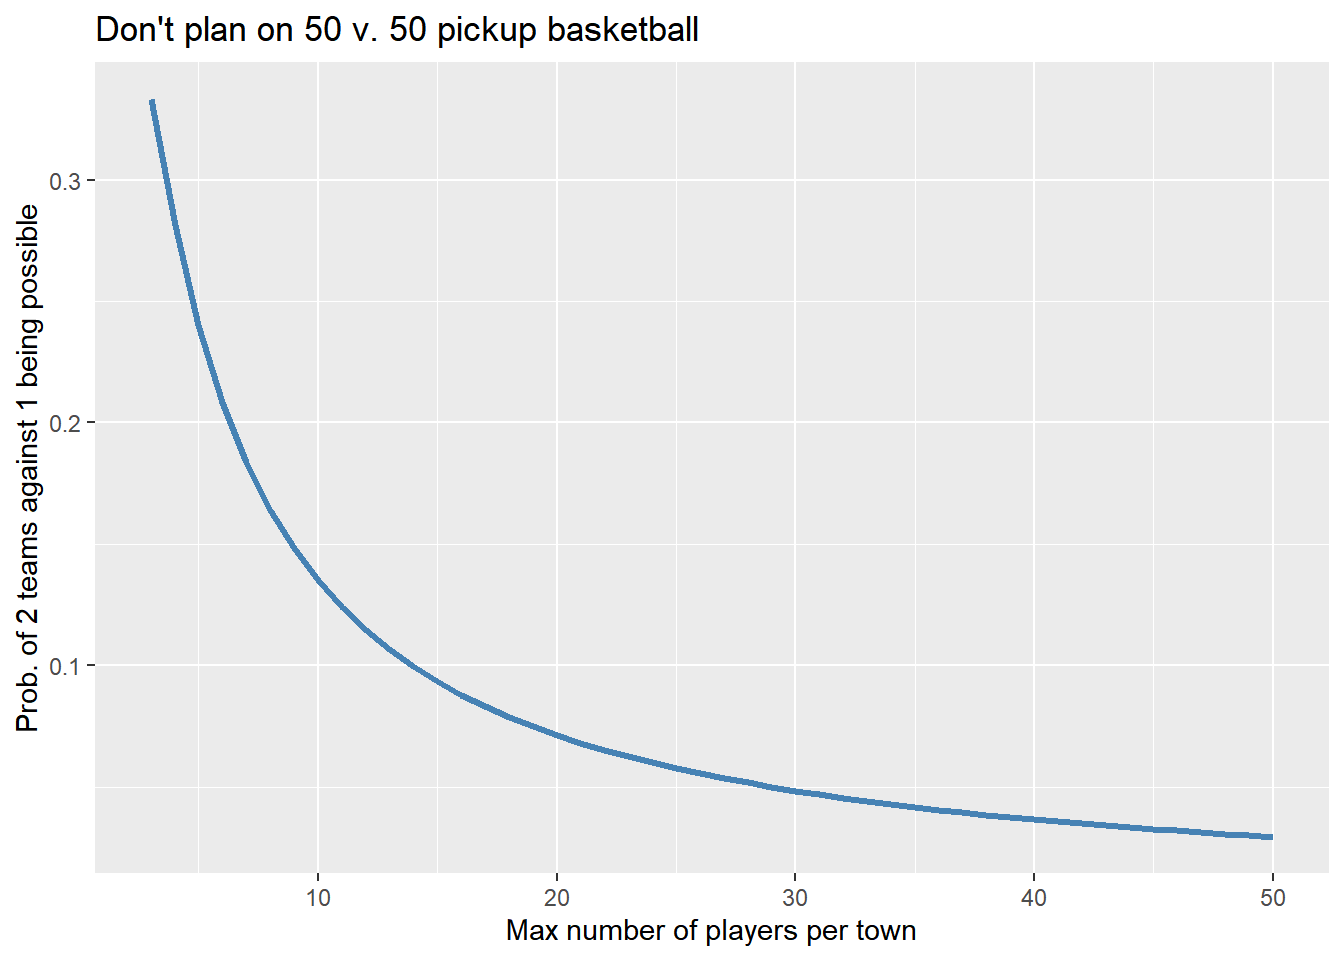 Don't plan on 50 v. 50 pickup basketball
Prob. of 2 teams against 1 being possible
0.3
0.2
0.1
10 20 30 40 50
Max number of players per town